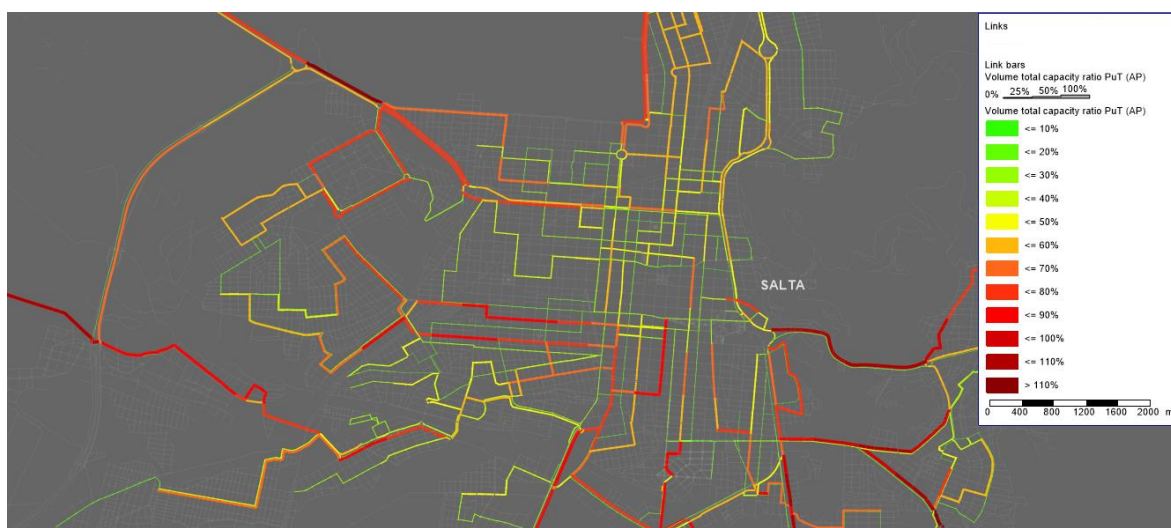 Links
Link bars
Volume total capacity ratio PuT (AP)
0% 25% 50% 100%
Volume total capacity ratio PuT (AP)
<= 10%
<= 20%
<= 30%
<= 40%
<= 50%
<= 60%
<= 70%
<= 80%
<= 90%
<= 100%
<= 110%
> 110%
0 400 800 1200 1600 2000 m
SALTA